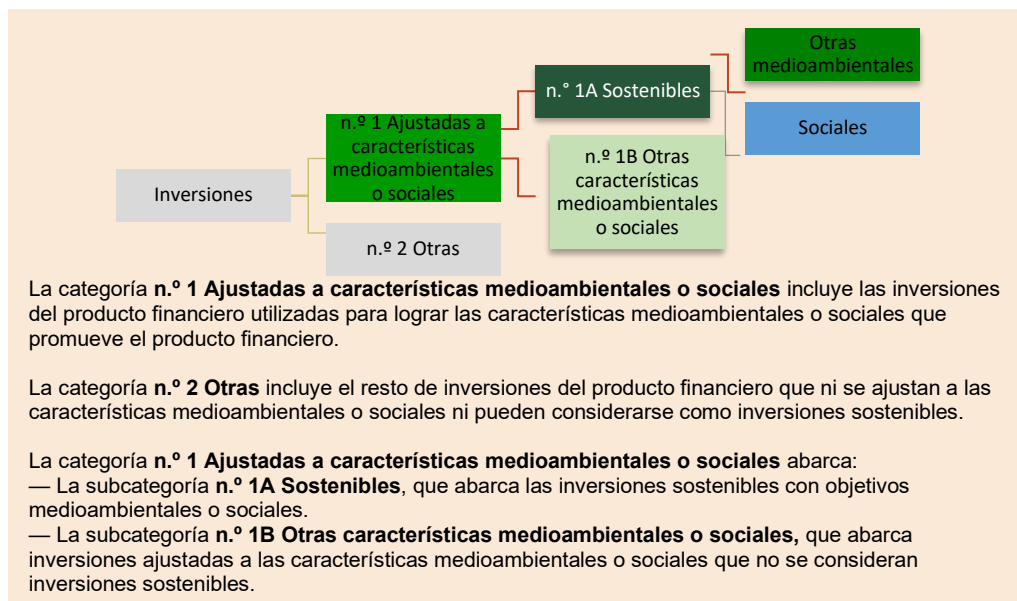 Otras
medioambientales
n.° 1A Sostenibles
Sociales
n.º 1 Ajustadas a
características
medioambientales
o sociales
n.º 1B Otras
características
medioambientales
o sociales
Inversiones
n.º 2 Otras
La categoría n.º 1 Ajustadas a características medioambientales o sociales incluye las inversiones
del producto financiero utilizadas para lograr las características medioambientales o sociales que
promueve el producto financiero.
La categoría n.º 2 Otras incluye el resto de inversiones del producto financiero que ni se ajustan a las
características medioambientales o sociales ni pueden considerarse como inversiones sostenibles.
La categoría n.º 1 Ajustadas a características medioambientales o sociales abarca:
— La subcategoría n.º 1A Sostenibles, que abarca las inversiones sostenibles con objetivos
medioambientales o sociales.
— La subcategoría n.º 1B Otras características medioambientales o sociales, que abarca
inversiones ajustadas a las características medioambientales o sociales que no se consideran
inversiones sostenibles.